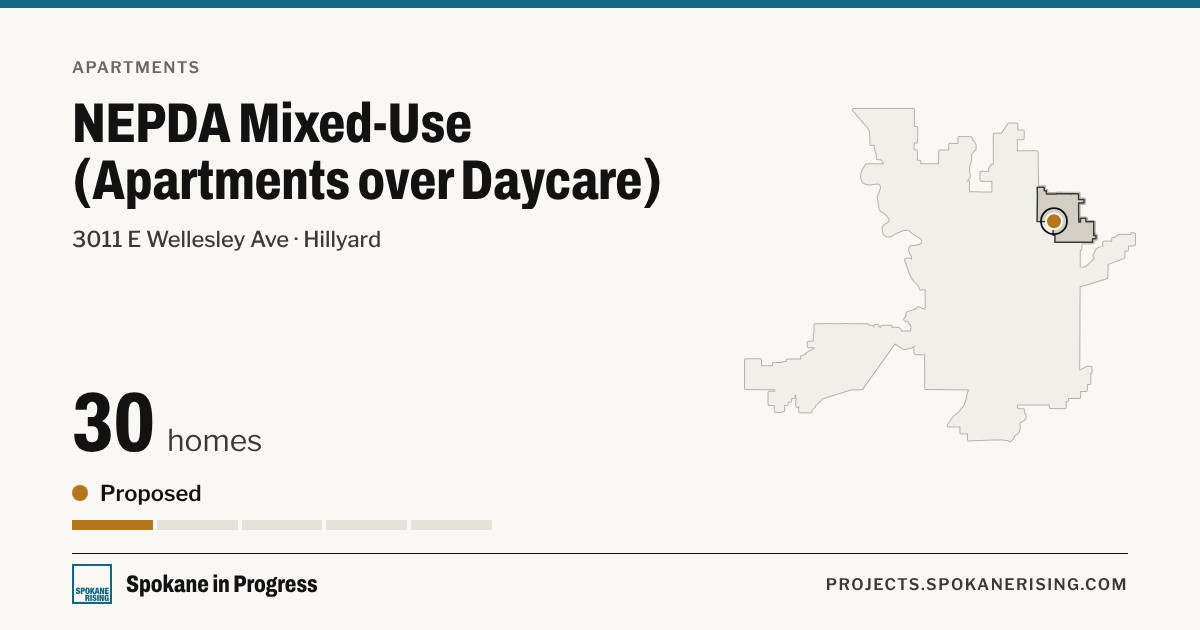 APARTMENTS
NEPDA Mixed-Use
(Apartments over Daycare)
3011 E Wellesley Ave · Hillyard
30 homes
Proposed
SPOKANE
RISING
Spokane in Progress
PROJECTS.SPOKANERISING.COM